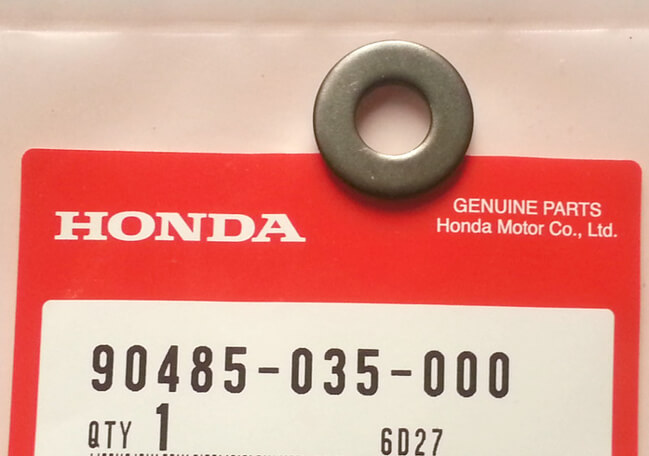 HONDA
GENUINE PARTS
Honda Motor Co., Ltd.
90485-035-000
QTY 1 6D27